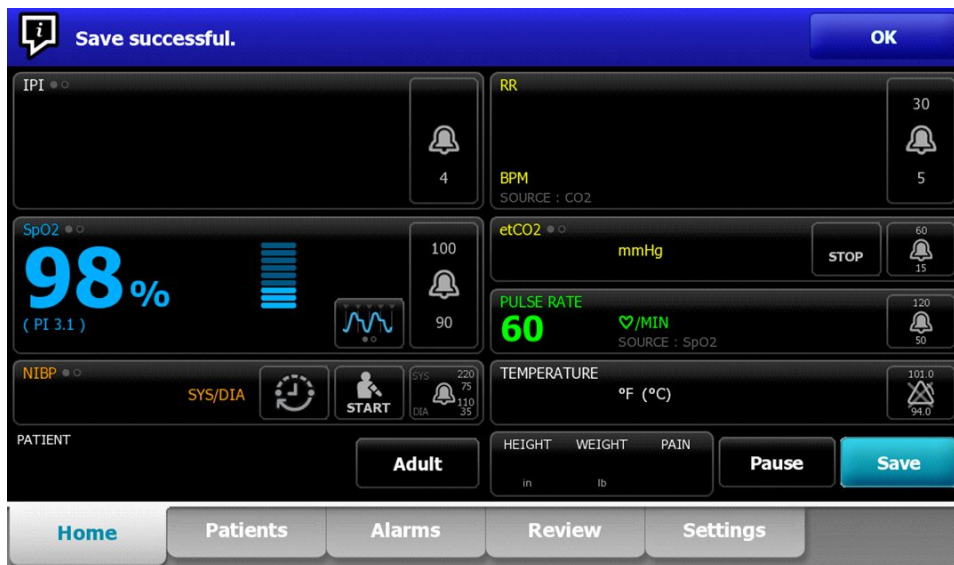 i
Save successful.
OK
IPI
4
RR
30
5
BPM
SOURCE : CO2
SpO2
98 %
( PI 3.1 )
100
90
etCO2
mmHg
STOP
60
15
PULSE RATE
60
♡/MIN
SOURCE : SpO2
120
50
NIBP
SYS/DIA
START
SYS 220
75
110
DIA 35
TEMPERATURE
°F (°C)
101.0
94.0
PATIENT
Adult
HEIGHT WEIGHT PAIN
in lb
Pause
Save
Home Patients Alarms Review Settings